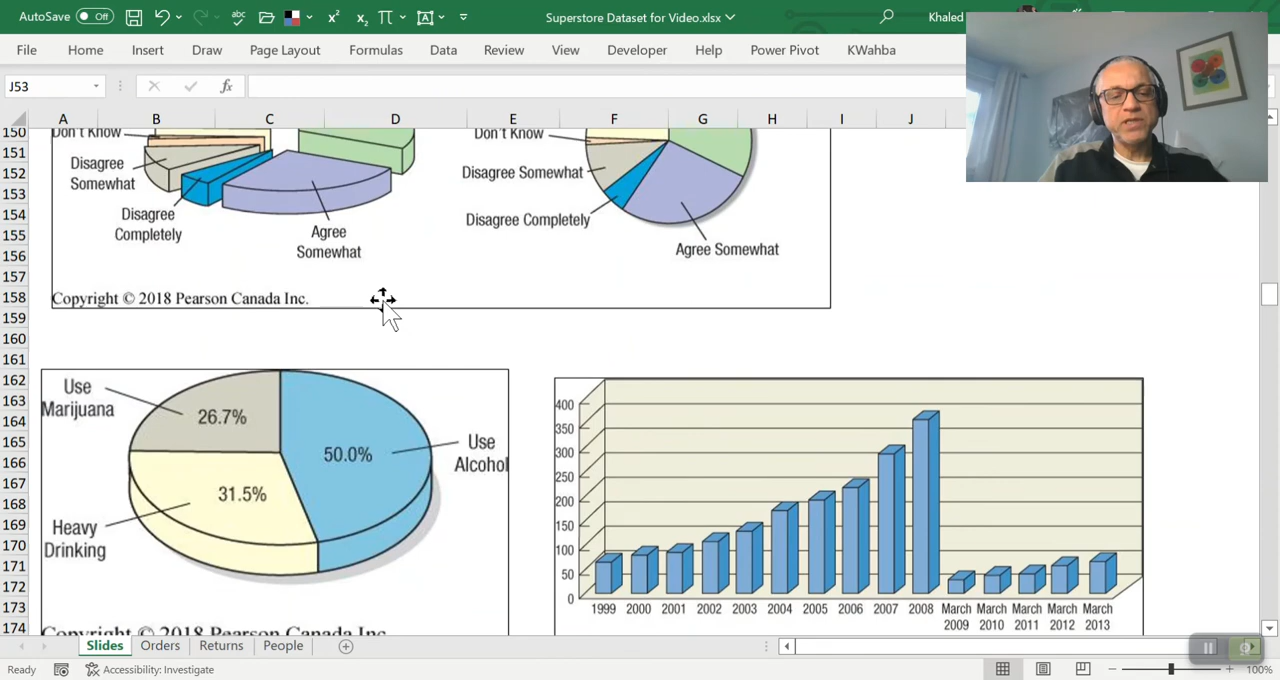 AutoSave Off
Superstore Dataset for Video.xlsx
Khaled
File Home Insert Draw Page Layout Formulas Data Review View Developer Help Power Pivot KWahba
J53
fx
A B C D E F G H I J
150
151
152
153
154
155
156
157
158
159
160
161
162
163
164
165
166
167
168
169
170
171
172
173
174
Don't Know
Disagree
Somewhat
Disagree
Completely
Agree
Somewhat
Don't Know
Disagree Somewhat
Disagree Completely
Agree Somewhat
Copyright © 2018 Pearson Canada Inc.
Use
Marijuana
26.7%
50.0%
Use
Alcohol
31.5%
Heavy
Drinking
Copyright © 2018 Pearson Canada Inc.
400
350
300
250
200
150
100
50
0
1999 2000 2001 2002 2003 2004 2005 2006 2007 2008 March March March March March
2009 2010 2011 2012 2013
Slides Orders Returns People
Ready Accessibility: Investigate 100%